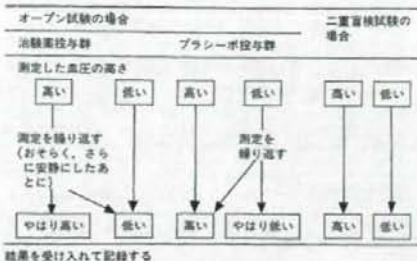 オープン試験の場合
二重盲検試験の
場合
治験薬投与群
プラシーボ投与群
測定した血圧の高さ
高い
低い
高い
低い
高い
低い
測定を繰り返す
(おそらく，さら
に安静にしたあ
とに)
測定を
繰り返す
やはり高い
低い
高い
やはり低い
高い
低い
結果を受け入れて記録する